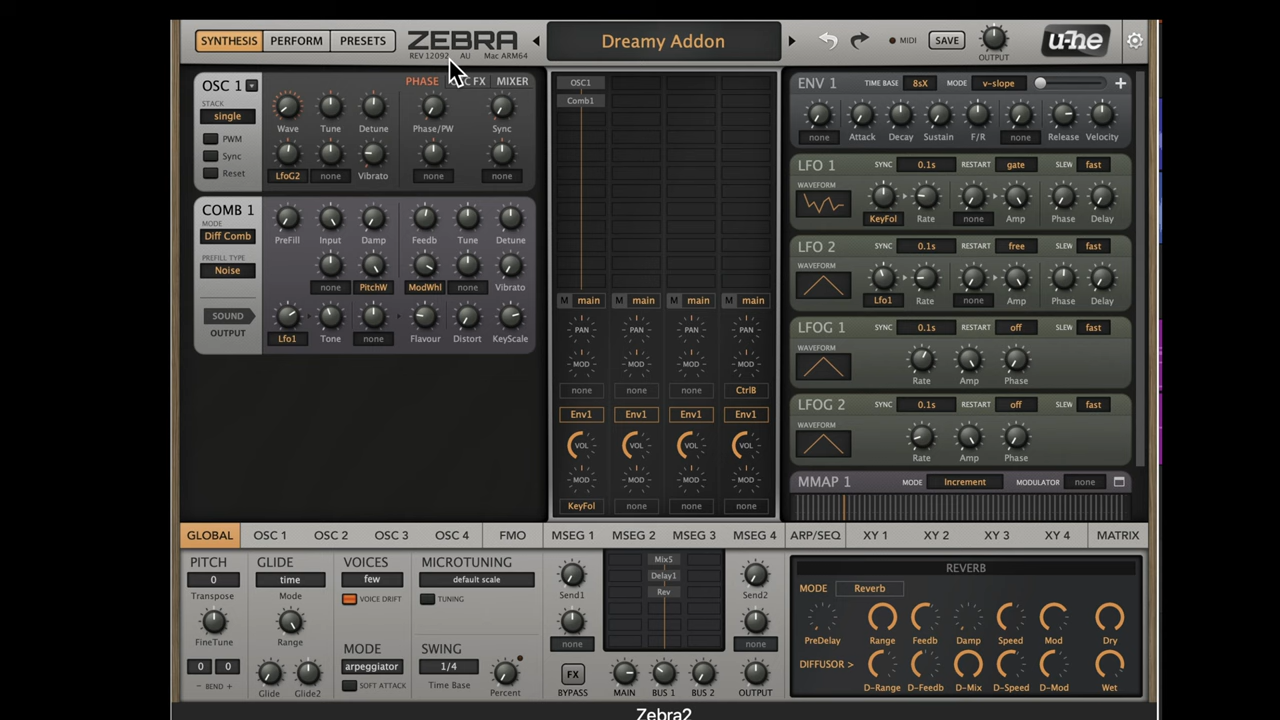 SYNTHESIS PERFORM PRESETS ZEBRA Dreamy Addon MIDI SAVE OUTPUT u-he
REV 12092 AU Mac ARM64
OSC 1 PHASE FX MIXER
STACK
single
Wave Tune Detune Phase/PW Sync
PWM
Sync
Reset
LfoG2 none Vibrato none none
COMB 1
MODE
Diff Comb
PreFill Input Damp Feedb Tune Detune
PREFILL TYPE
Noise
none PitchW ModWhl none Vibrato
SOUND
OUTPUT
Lfo1 Tone none Flavour Distort KeyScale
OSC1
Comb1
M main M main M main M main
PAN PAN PAN PAN
MOD MOD MOD MOD
none none none CtrlB
Env1 Env1 Env1 Env1
VOL VOL VOL VOL
MOD MOD MOD MOD
KeyFol none none none
ENV 1 TIME BASE 8sX MODE v-slope
none Attack Decay Sustain F/R none Release Velocity
LFO 1 SYNC 0.1s RESTART gate SLEW fast
WAVEFORM
KeyFol Rate none Amp Phase Delay
LFO 2 SYNC 0.1s RESTART free SLEW fast
WAVEFORM
Lfo1 Rate none Amp Phase Delay
LFOG 1 SYNC 0.1s RESTART off SLEW fast
WAVEFORM
Rate Amp Phase
LFOG 2 SYNC 0.1s RESTART off SLEW fast
WAVEFORM
Rate Amp Phase
MMAP 1 MODE Increment MODULATOR none
GLOBAL OSC 1 OSC 2 OSC 3 OSC 4 FMO MSEG 1 MSEG 2 MSEG 3 MSEG 4 ARP/SEQ XY 1 XY 2 XY 3 XY 4 MATRIX
PITCH GLIDE VOICES MICROTUNING
0 time few default scale
Transpose Mode VOICE DRIFT TUNING
FineTune Range
MODE SWING
0 0 arpeggiator 1/4
− BEND + Glide Glide2 SOFT ATTACK Time Base Percent
Mix5
Delay1
Rev
Send1 Send2
none none
FX
BYPASS MAIN BUS 1 BUS 2 OUTPUT
REVERB
MODE Reverb
PreDelay Range Feedb Damp Speed Mod Dry
DIFFUSOR >
D-Range D-Feedb D-Mix D-Speed D-Mod Wet
Zebra2